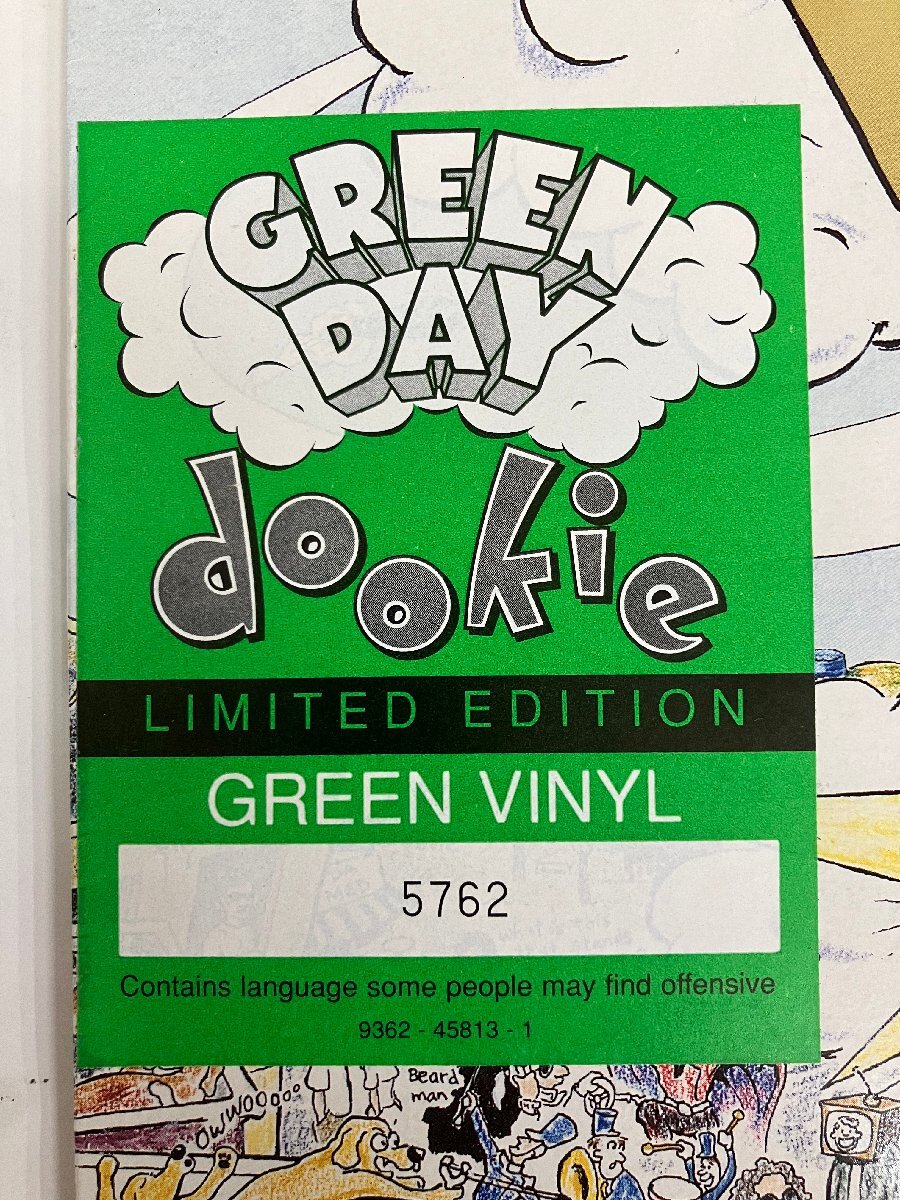 GREEN
DAY
dookie
LIMITED EDITION
GREEN VINYL
5762
Contains language some people may find offensive
9362 - 45813 - 1
Beard
man
OWWOOooo